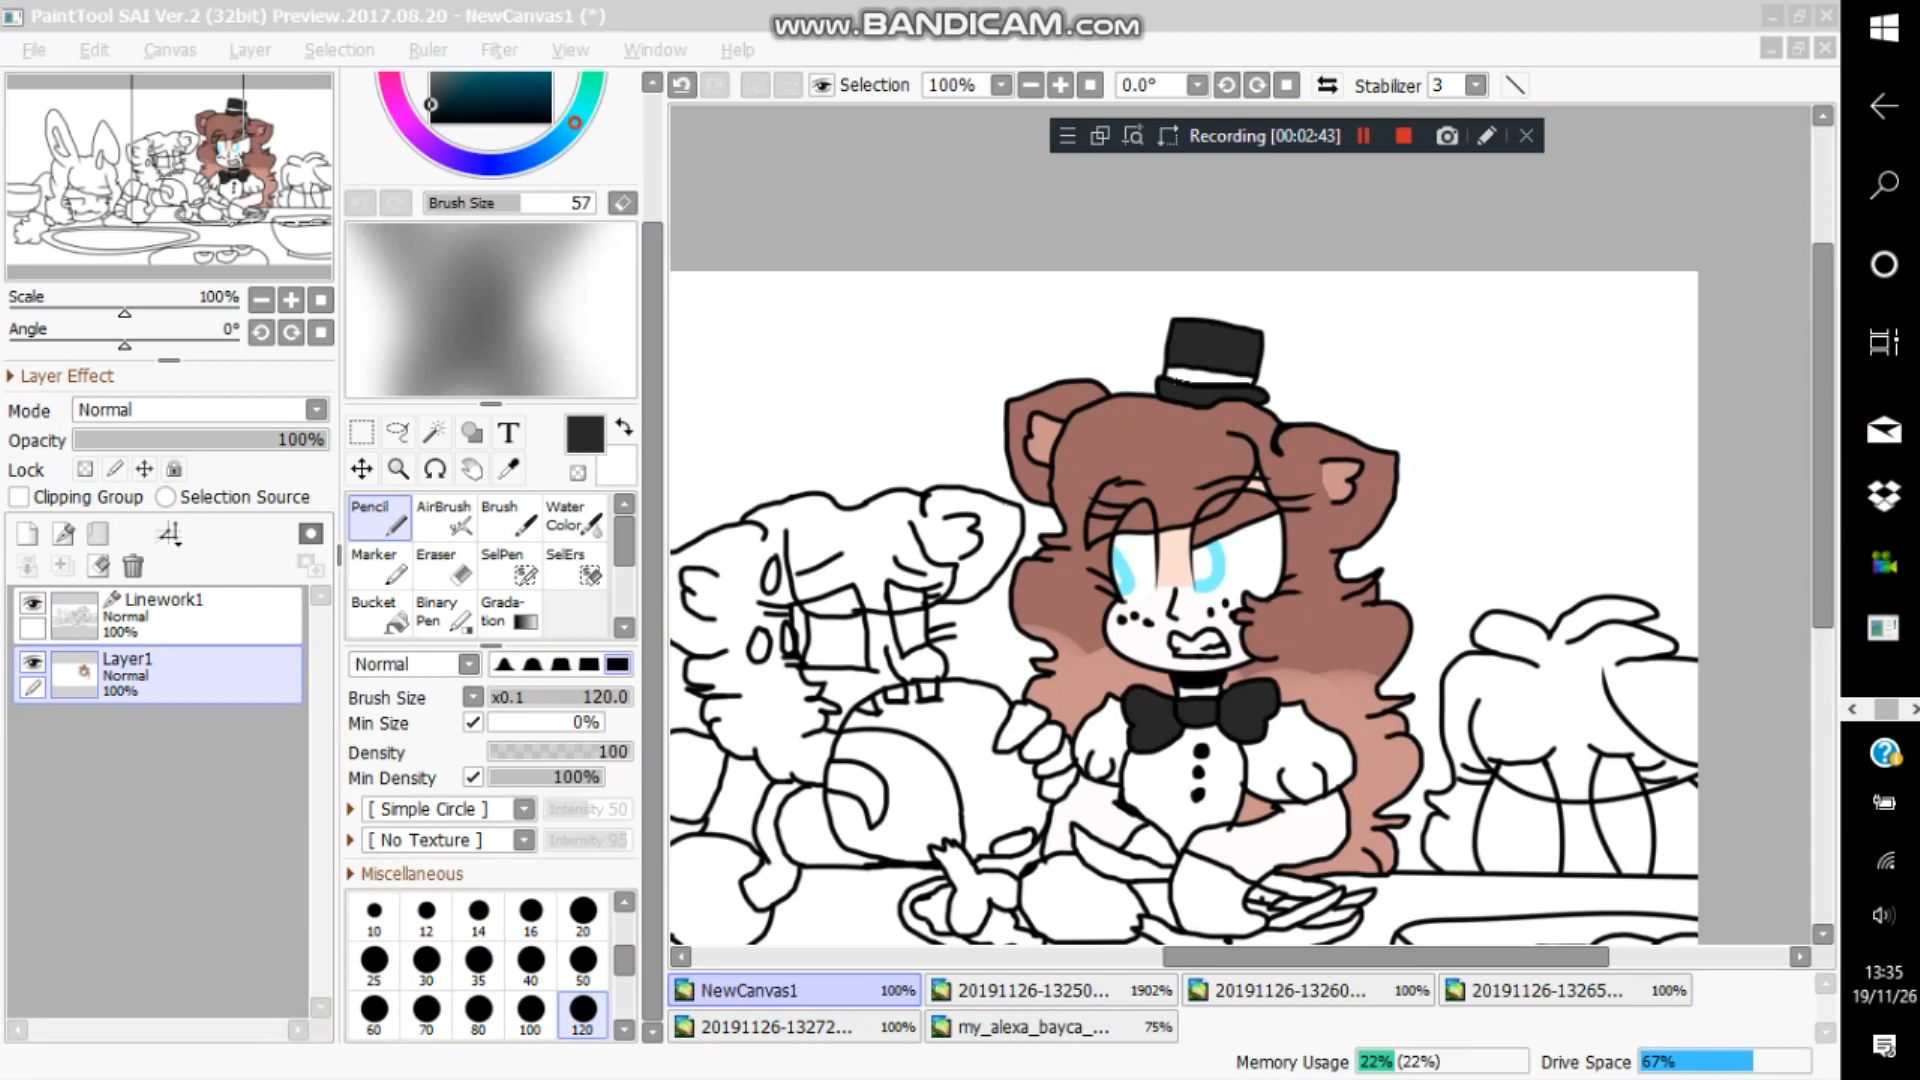 PaintTool SAI Ver.2 (32bit) Preview.2017.08.20 - NewCanvas1 (*)
www.BANDICAM.com
File Edit Canvas Layer Selection Ruler Filter View Window Help
Selection 100% 0.0° Stabilizer 3
Recording [00:02:43]
Brush Size 57
Scale 100%
Angle 0°
Layer Effect
Mode Normal
Opacity 100%
Lock
Clipping Group Selection Source
Linework1
Normal
100%
Layer1
Normal
100%
T
Pencil AirBrush Brush Water Color
Marker Eraser SelPen SelErs
Bucket Binary Pen Grada-tion
Normal
Brush Size x0.1 120.0
Min Size 0%
Density 100
Min Density 100%
[ Simple Circle ] Intensity 50
[ No Texture ] Intensity 95
Miscellaneous
10 12 14 16 20
25 30 35 40 50
60 70 80 100 120
NewCanvas1 100% 20191126-13250... 1902% 20191126-13260... 100% 20191126-13265... 100%
20191126-13272... 100% my_alexa_bayca_... 75%
Memory Usage 22% (22%) Drive Space 67%
13:35
19/11/26